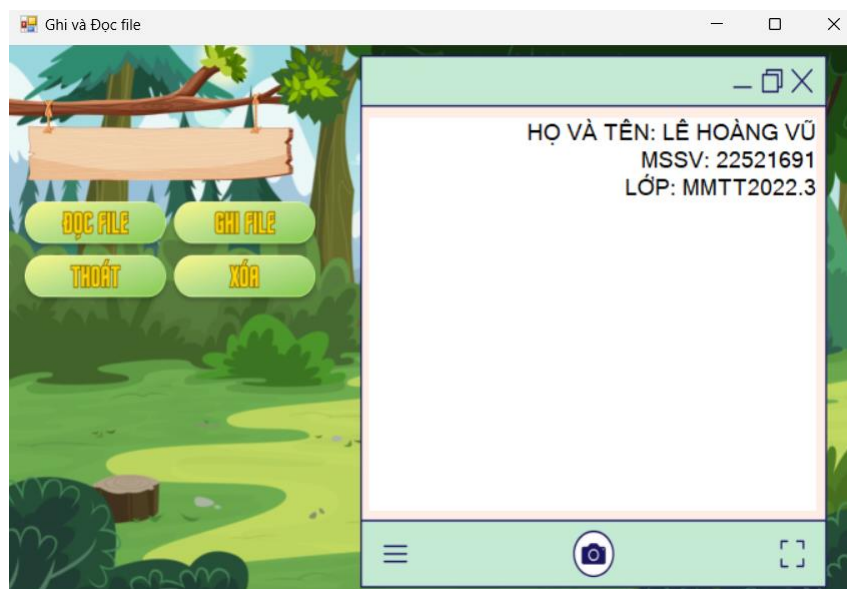 Ghi và Đọc file
HỌ VÀ TÊN: LÊ HOÀNG VŨ
MSSV: 22521691
LỚP: MMTT2022.3
ĐỌC FILE
GHI FILE
THOÁT
XÓA